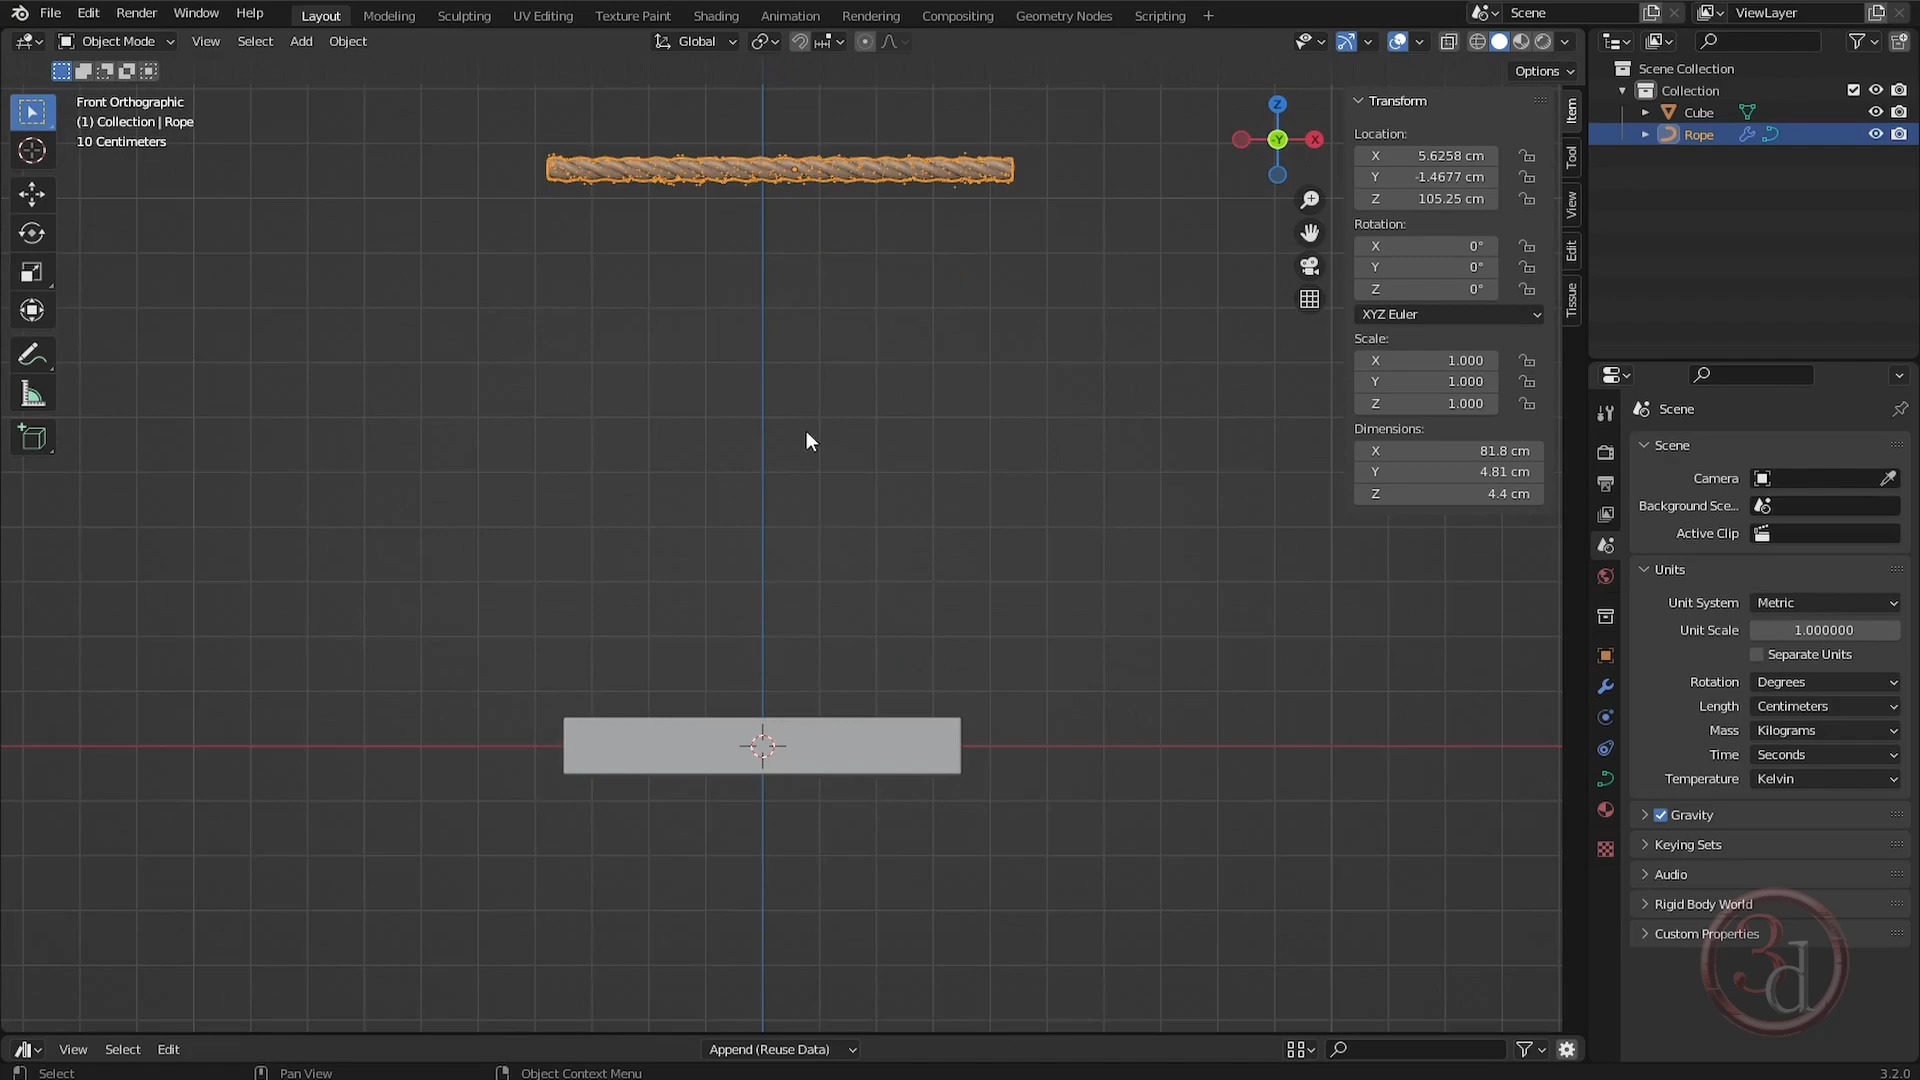 File Edit Render Window Help Layout Modeling Sculpting UV Editing Texture Paint Shading Animation Rendering Compositing Geometry Nodes Scripting + Scene ViewLayer
Object Mode View Select Add Object Global
Options
Front Orthographic
(1) Collection | Rope
10 Centimeters
Z
Y
X
Transform
Location:
X 5.6258 cm
Y -1.4677 cm
Z 105.25 cm
Rotation:
X 0°
Y 0°
Z 0°
XYZ Euler
Scale:
X 1.000
Y 1.000
Z 1.000
Dimensions:
X 81.8 cm
Y 4.81 cm
Z 4.4 cm
Item
Tool
View
Edit
Tissue
Scene Collection
Collection
Cube
Rope
Scene
Scene
Camera
Background Sce...
Active Clip
Units
Unit System Metric
Unit Scale 1.000000
Separate Units
Rotation Degrees
Length Centimeters
Mass Kilograms
Time Seconds
Temperature Kelvin
Gravity
Keying Sets
Audio
Rigid Body World
Custom Properties
3d
View Select Edit Append (Reuse Data)
Select Pan View Object Context Menu 3.2.0